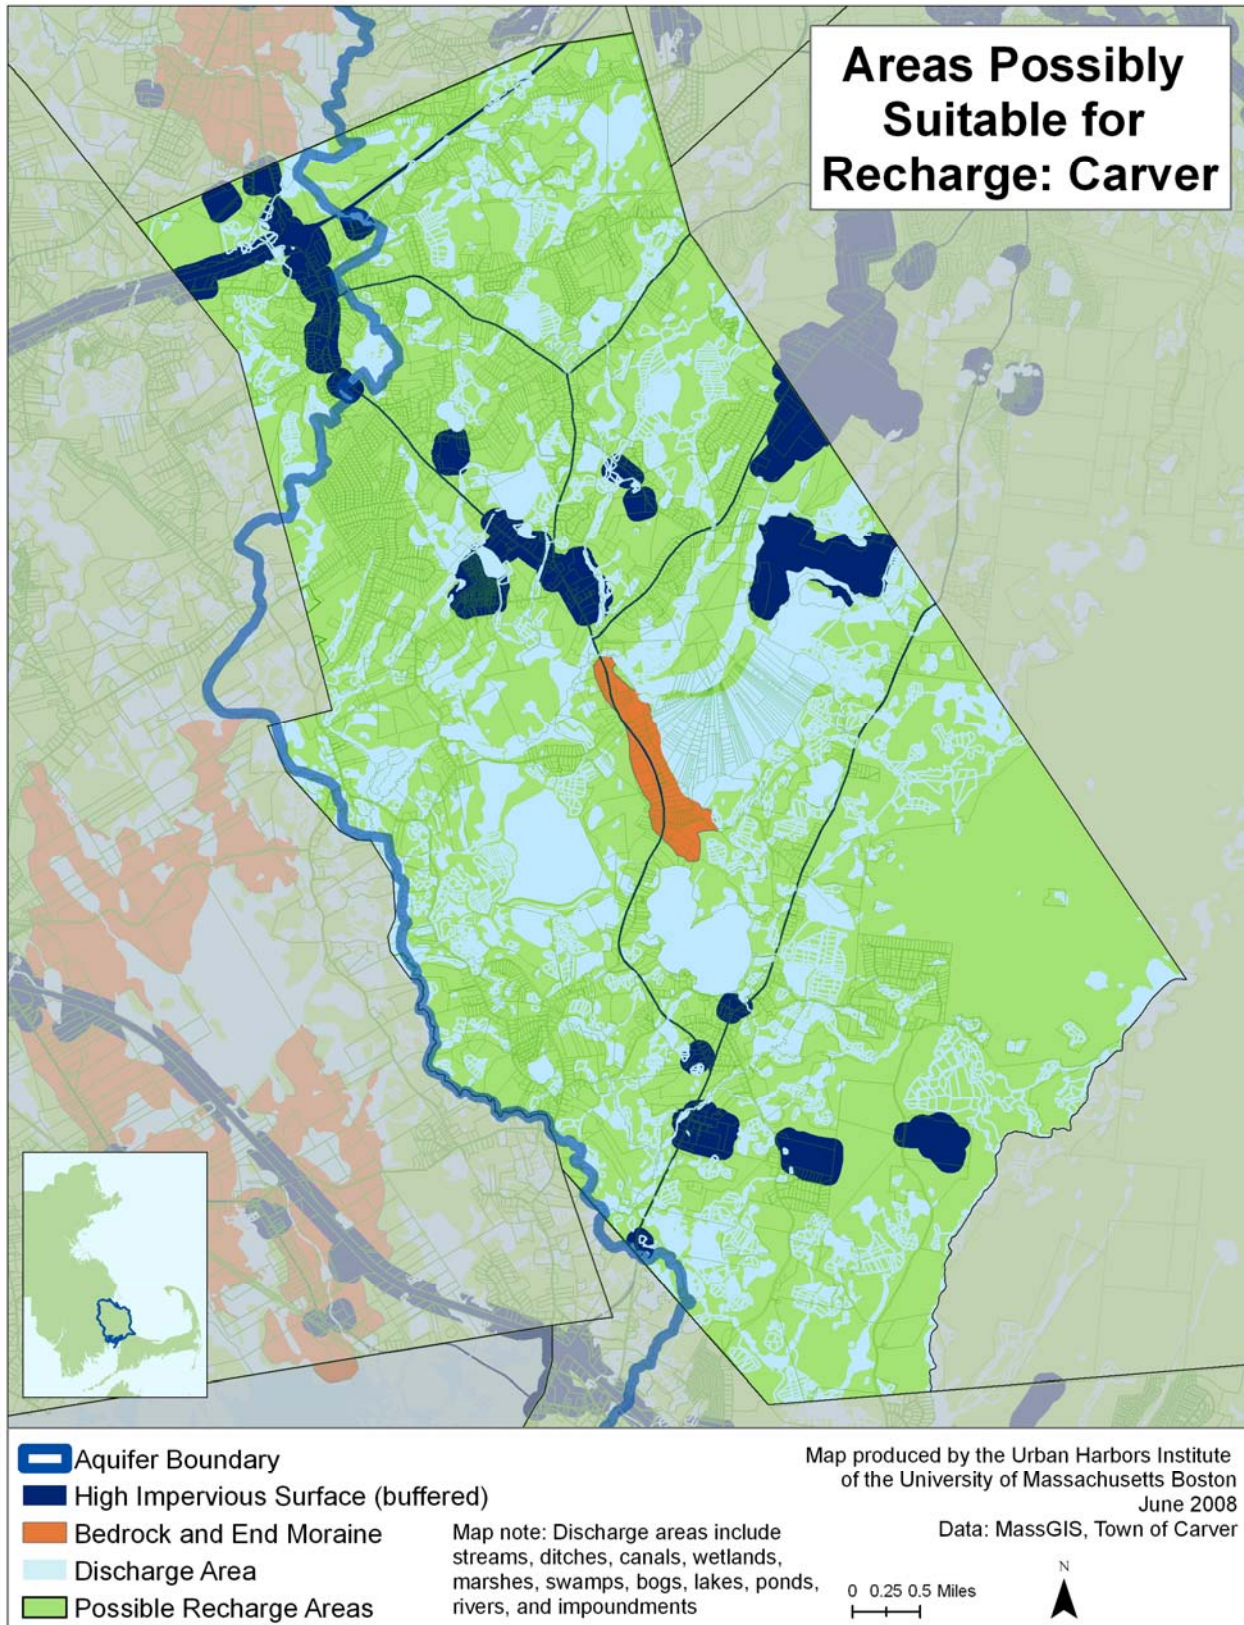 Areas Possibly
Suitable for
Recharge: Carver
Aquifer Boundary
High Impervious Surface (buffered)
Bedrock and End Moraine
Discharge Area
Possible Recharge Areas
Map note: Discharge areas include
streams, ditches, canals, wetlands,
marshes, swamps, bogs, lakes, ponds,
rivers, and impoundments
Map produced by the Urban Harbors Institute
of the University of Massachusetts Boston
June 2008
Data: MassGIS, Town of Carver
0 0.25 0.5 Miles
N